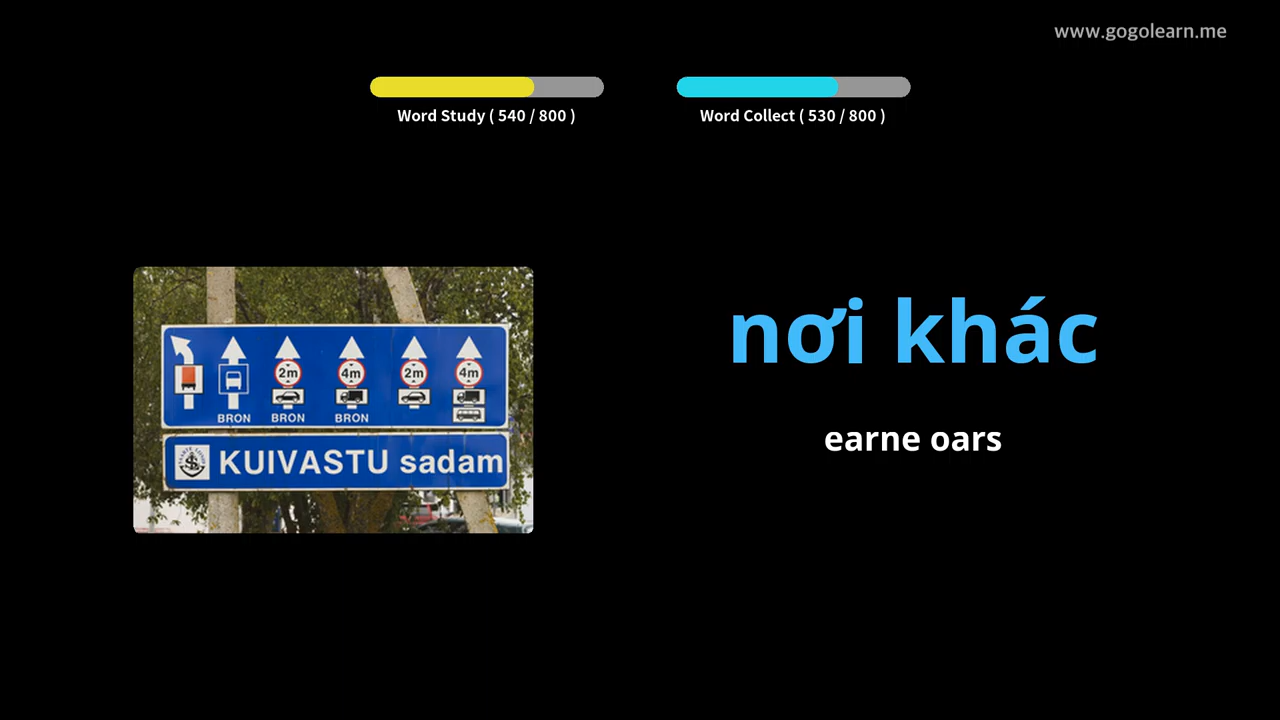 www.gogolearn.me
Word Study ( 540 / 800 )
Word Collect ( 530 / 800 )
2m 4m 2m 4m
BRON BRON BRON
KUIVASTU sadam
nơi khác
earne oars